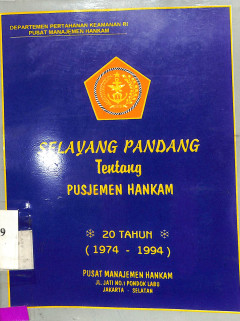 DEPARTEMEN PERTAHANAN KEAMANAN RI
PUSAT MANAJEMEN HANKAM
SELAYANG PANDANG
Tentang
PUSJEMEN HANKAM
20 TAHUN
( 1974 - 1994 )
PUSAT MANAJEMEN HANKAM
JL. JATI NO. 1 PONDOK LABU
JAKARTA - SELATAN
9